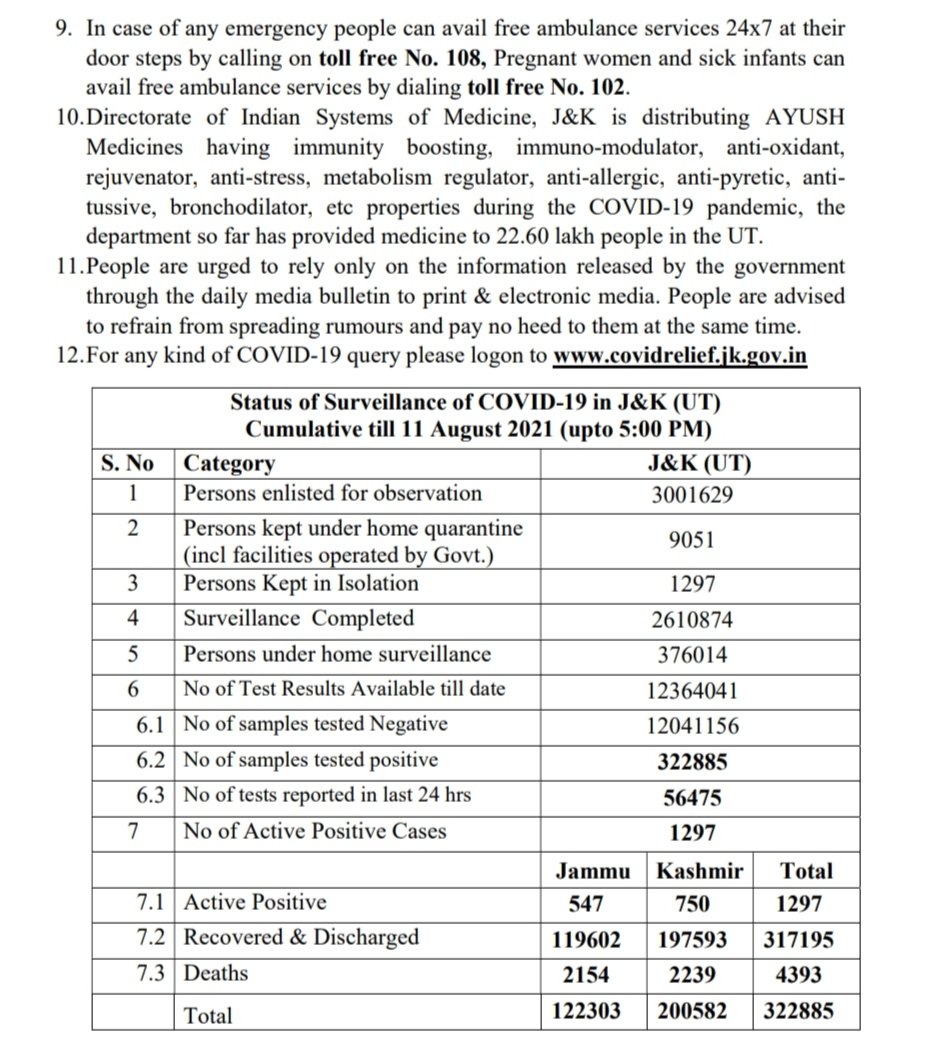 9. In case of any emergency people can avail free ambulance services 24x7 at their
door steps by calling on toll free No. 108, Pregnant women and sick infants can
avail free ambulance services by dialing toll free No. 102.
10.Directorate of Indian Systems of Medicine, J&K is distributing AYUSH
Medicines having immunity boosting, immuno-modulator, anti-oxidant,
rejuvenator, anti-stress, metabolism regulator, anti-allergic, anti-pyretic, anti-
tussive, bronchodilator, etc properties during the COVID-19 pandemic, the
department so far has provided medicine to 22.60 lakh people in the UT.
11.People are urged to rely only on the information released by the government
through the daily media bulletin to print & electronic media. People are advised
to refrain from spreading rumours and pay no heed to them at the same time.
12.For any kind of COVID-19 query please logon to www.covidrelief.jk.gov.in
Status of Surveillance of COVID-19 in J&K (UT)
Cumulative till 11 August 2021 (upto 5:00 PM)
S. No Category J&K (UT)
1 Persons enlisted for observation 3001629
2 Persons kept under home quarantine
(incl facilities operated by Govt.) 9051
3 Persons Kept in Isolation 1297
4 Surveillance Completed 2610874
5 Persons under home surveillance 376014
6 No of Test Results Available till date 12364041
6.1 No of samples tested Negative 12041156
6.2 No of samples tested positive 322885
6.3 No of tests reported in last 24 hrs 56475
7 No of Active Positive Cases 1297
Jammu Kashmir Total
7.1 Active Positive 547 750 1297
7.2 Recovered & Discharged 119602 197593 317195
7.3 Deaths 2154 2239 4393
Total 122303 200582 322885